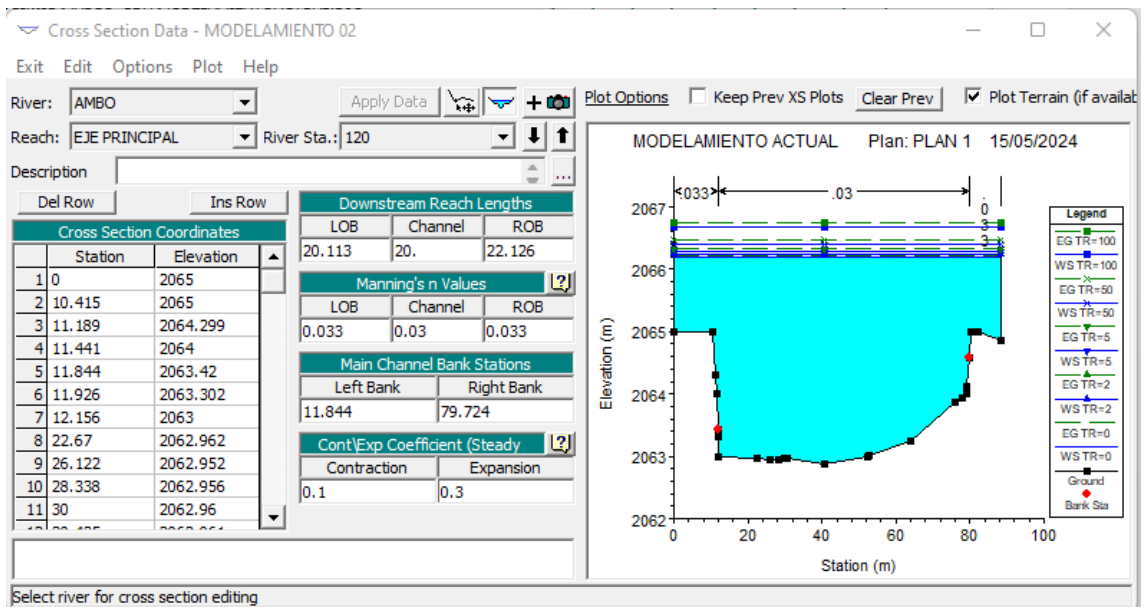 Cross Section Data - MODELAMIENTO 02
Exit Edit Options Plot Help
River: AMBO
Apply Data
Reach: EJE PRINCIPAL River Sta.: 120
Description
...
Del Row Ins Row
Cross Section Coordinates
Station Elevation
1 0 2065
2 10.415 2065
3 11.189 2064.299
4 11.441 2064
5 11.844 2063.42
6 11.926 2063.302
7 12.156 2063
8 22.67 2062.962
9 26.122 2062.952
10 28.338 2062.956
11 30 2062.96
Downstream Reach Lengths
LOB Channel ROB
20.113 20. 22.126
Manning's n Values
LOB Channel ROB
0.033 0.03 0.033
Main Channel Bank Stations
Left Bank Right Bank
11.844 79.724
Cont\Exp Coefficient (Steady
Contraction Expansion
0.1 0.3
Plot Options Keep Prev XS Plots Clear Prev Plot Terrain (if availab
MODELAMIENTO ACTUAL Plan: PLAN 1 15/05/2024
.033 .03 .033
2067
2066
2065
2064
2063
2062
Elevation (m)
0 20 40 60 80 100
Station (m)
Legend
EG TR=100
WS TR=100
EG TR=50
WS TR=50
EG TR=5
WS TR=5
EG TR=2
WS TR=2
EG TR=0
WS TR=0
Ground
Bank Sta
Select river for cross section editing